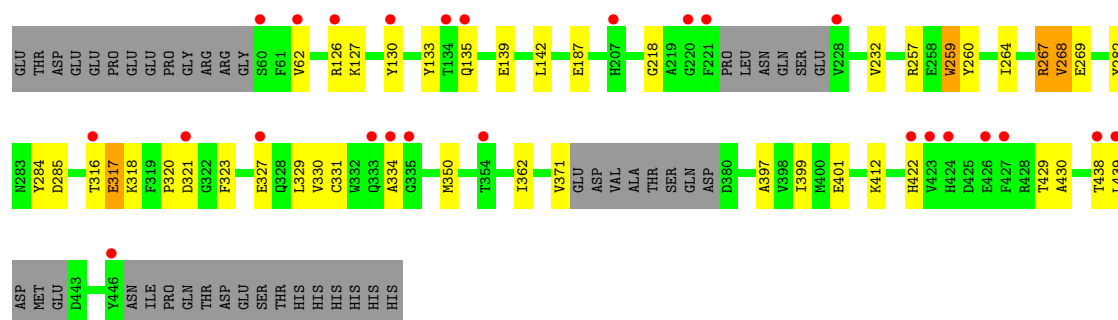 GLU THR ASP GLU GLU PRO GLU GLU PRO GLY ARG ARG GLY S60 F61 V62 R126 K127 Y130 Y133 T134 Q135 E139 L142 E187 H207 G218 A219 G220 F221 PRO LEU ASN GLN SER GLU V228 V232 R257 E258 W259 Y260 I264 R267 V268 E269 Y282
N283 Y284 D285 T316 E317 K318 F319 P320 D321 G322 F323 E327 Q328 L329 V330 C331 W332 Q333 A334 G335 M350 T354 I362 V371 GLU ASP VAL ALA THR SER GLN ASP D380 A397 V398 I399 M400 E401 K412 H422 V423 H424 D425 E426 F427 R428 T429 A430 T438 L439
ASP MET GLU D443 Y446 ASN ILE PRO GLN THR ASP GLU SER THR HIS HIS HIS HIS HIS HIS